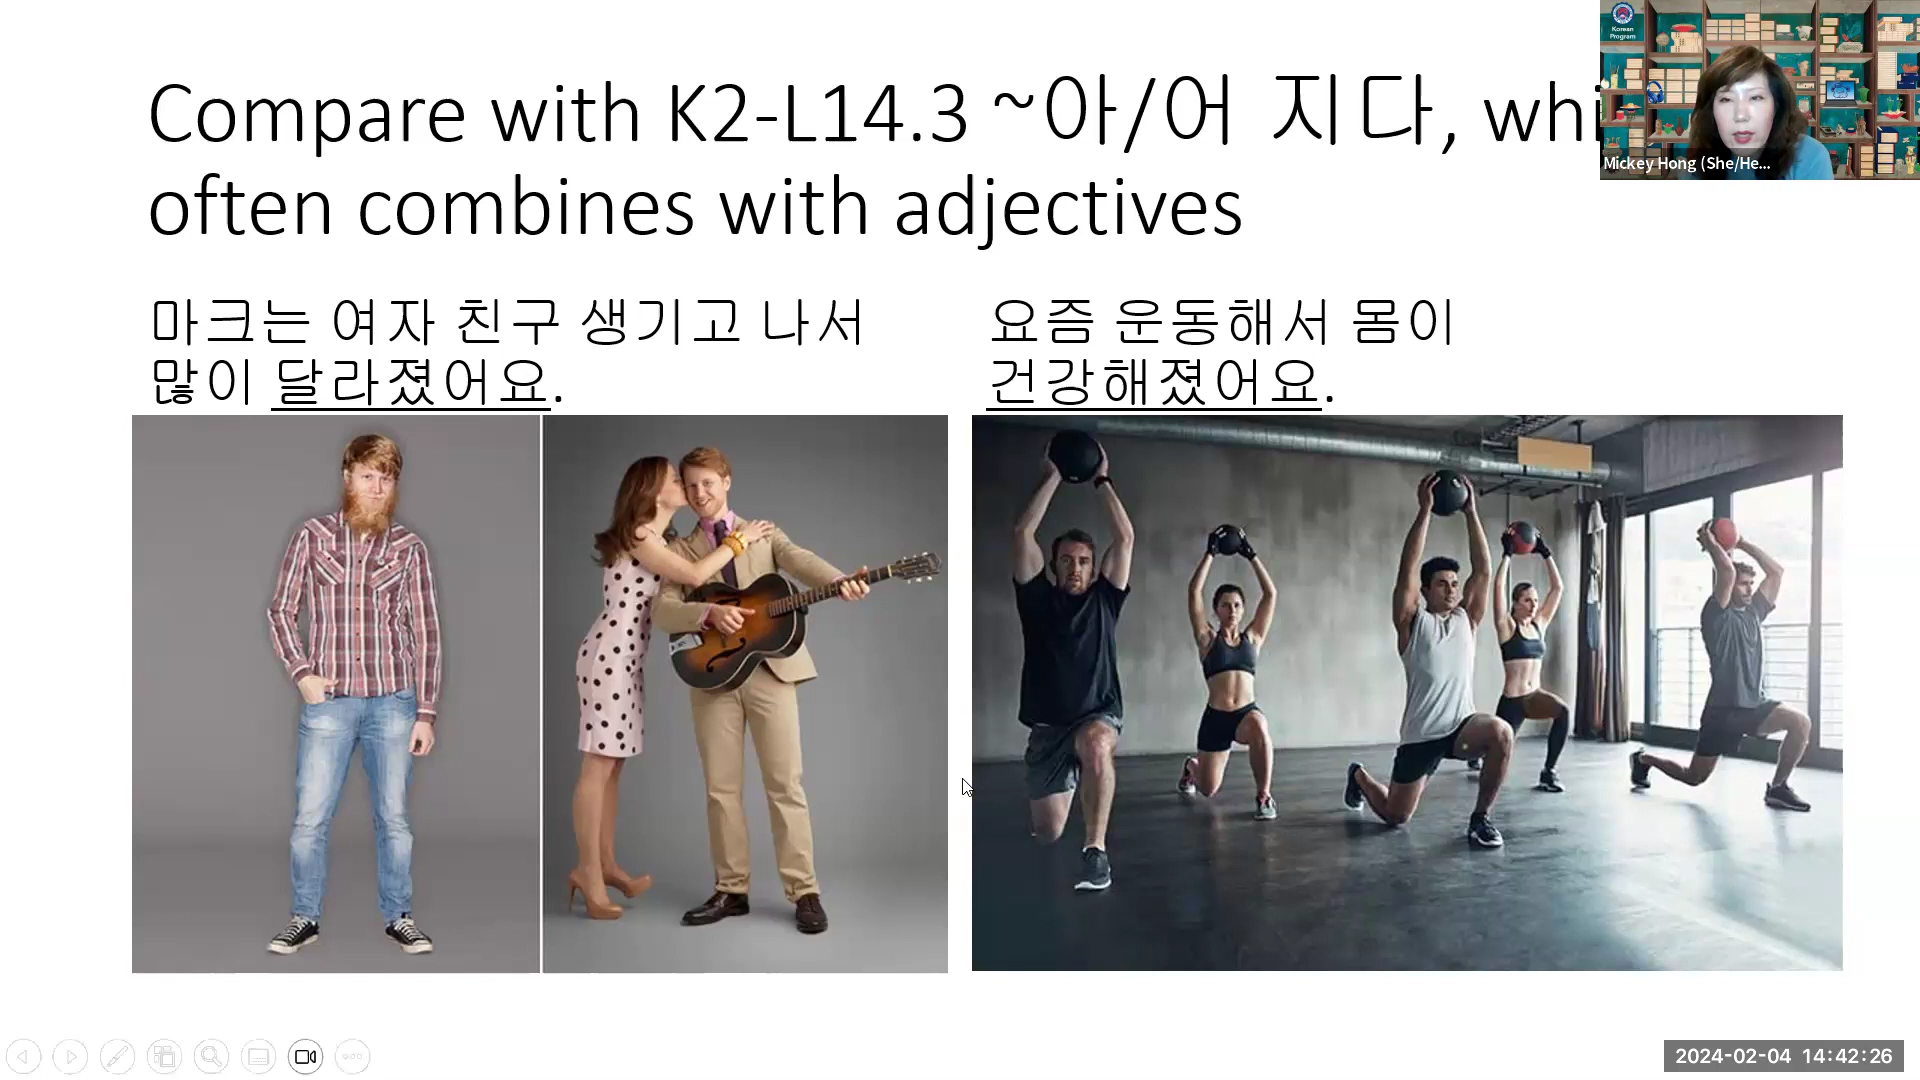 Compare with K2-L14.3 ~아/어 지다, whi
often combines with adjectives
마크는 여자 친구 생기고 나서
많이 달라졌어요.
요즘 운동해서 몸이
건강해졌어요.
Korean
Program
Mickey Hong (She/He...
2024-02-04 14:42:26